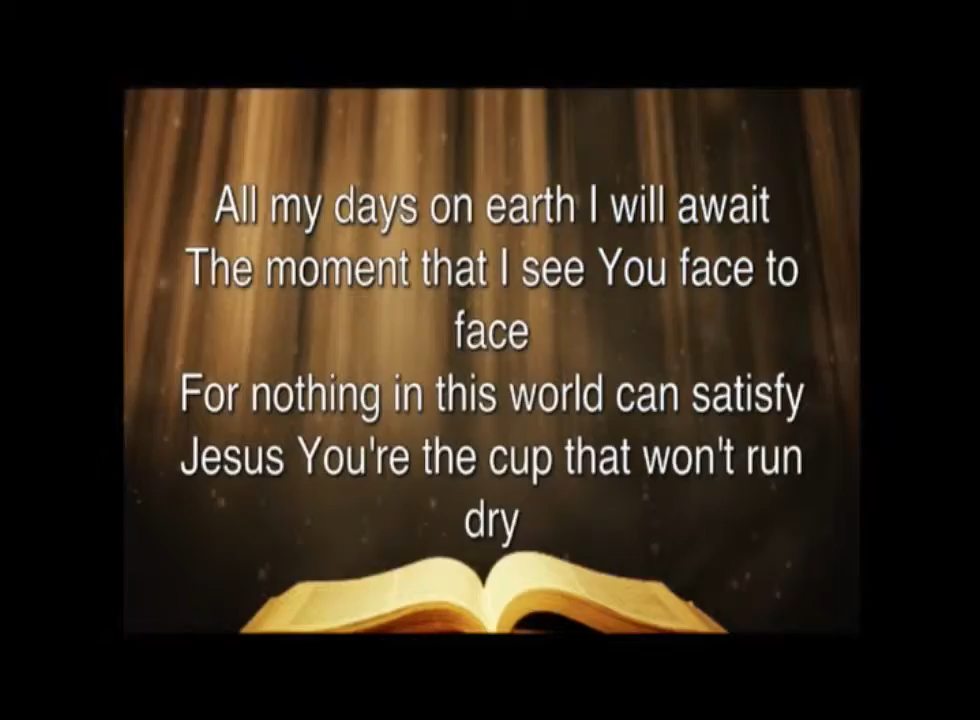 All my days on earth I will await
The moment that I see You face to
face
For nothing in this world can satisfy
Jesus You're the cup that won't run
dry